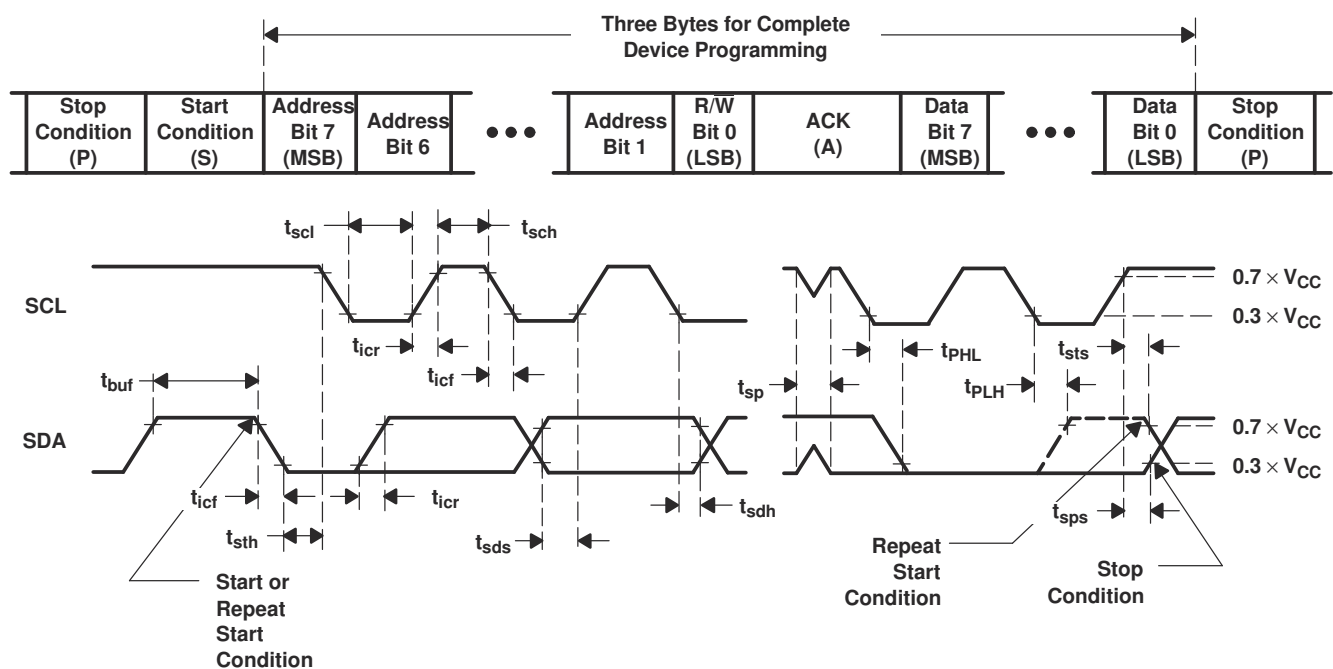 Three Bytes for Complete
Device Programming
Stop
Condition
(P)
Start
Condition
(S)
Address
Bit 7
(MSB)
Address
Bit 6
•••
Address
Bit 1
R/W̅
Bit 0
(LSB)
ACK
(A)
Data
Bit 7
(MSB)
•••
Data
Bit 0
(LSB)
Stop
Condition
(P)
tscl
tsch
SCL
0.7 × VCC
0.3 × VCC
ticr
ticf
tbuf
tsp
tPHL
tPLH
tsts
SDA
0.7 × VCC
0.3 × VCC
ticf
ticr
tsth
tsds
tsdh
tsps
Start or
Repeat
Start
Condition
Repeat
Start
Condition
Stop
Condition